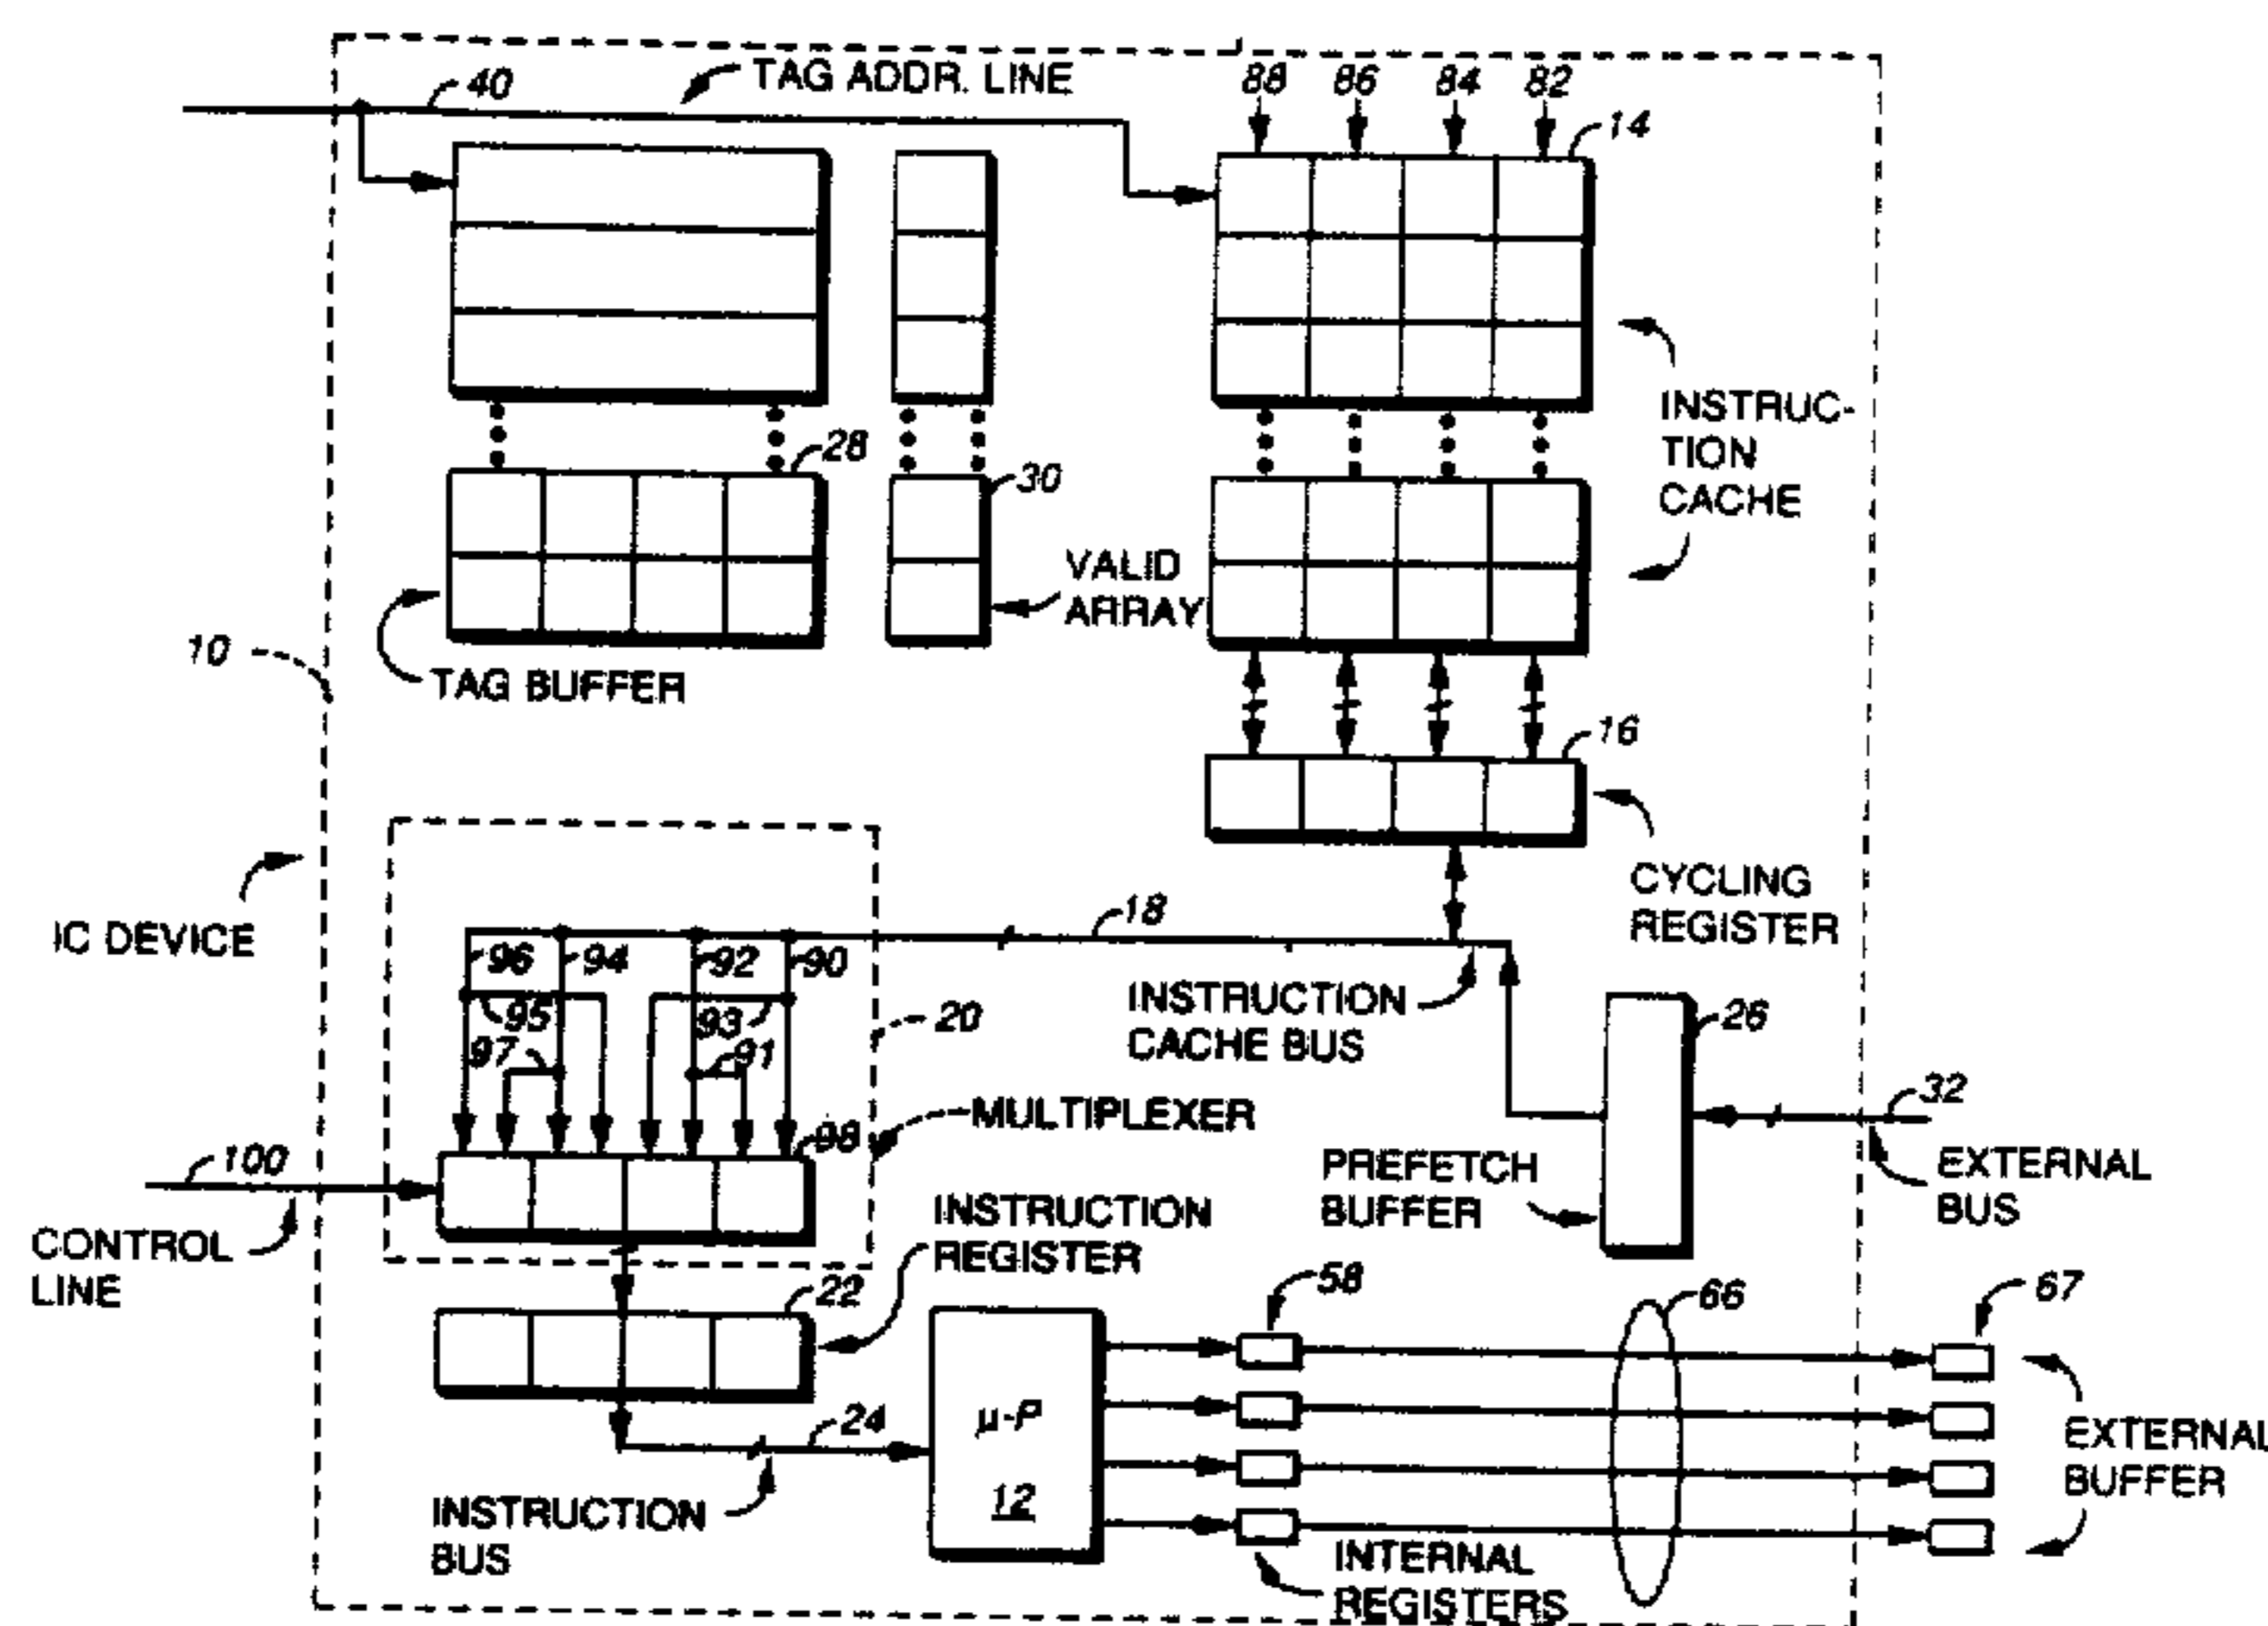 40
TAG ADDR. LINE
88 86 84 82
14
28
30
INSTRUC-
TION
CACHE
VALID
ARRAY
10
TAG BUFFER
16
CYCLING
REGISTER
IC DEVICE
18
96 94 92 90
95 93
97 91
20
INSTRUCTION
CACHE BUS
26
32
MULTIPLEXER
98
100
CONTROL
LINE
PREFETCH
BUFFER
EXTERNAL
BUS
INSTRUCTION
REGISTER
22
58
66
67
24
μ-P
12
EXTERNAL
BUFFER
INSTRUCTION
BUS
INTERNAL
REGISTERS